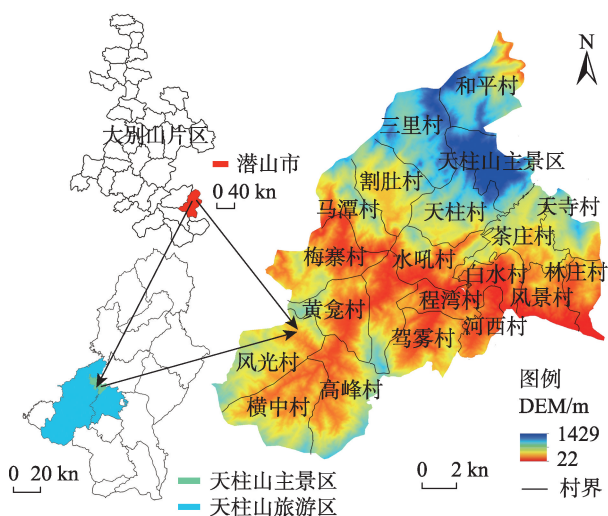 大别山片区
潜山市
0 40 kn
0 20 kn
天柱山主景区
天柱山旅游区
N
和平村
三里村
天柱山主景区
割肚村
马潭村
天柱村
天寺村
茶庄村
梅寨村
水吼村
白水村
林庄村
黄龛村
程湾村
风景村
驾雾村
河西村
风光村
高峰村
横中村
0 2 km
图例
DEM/m
1429
22
村界